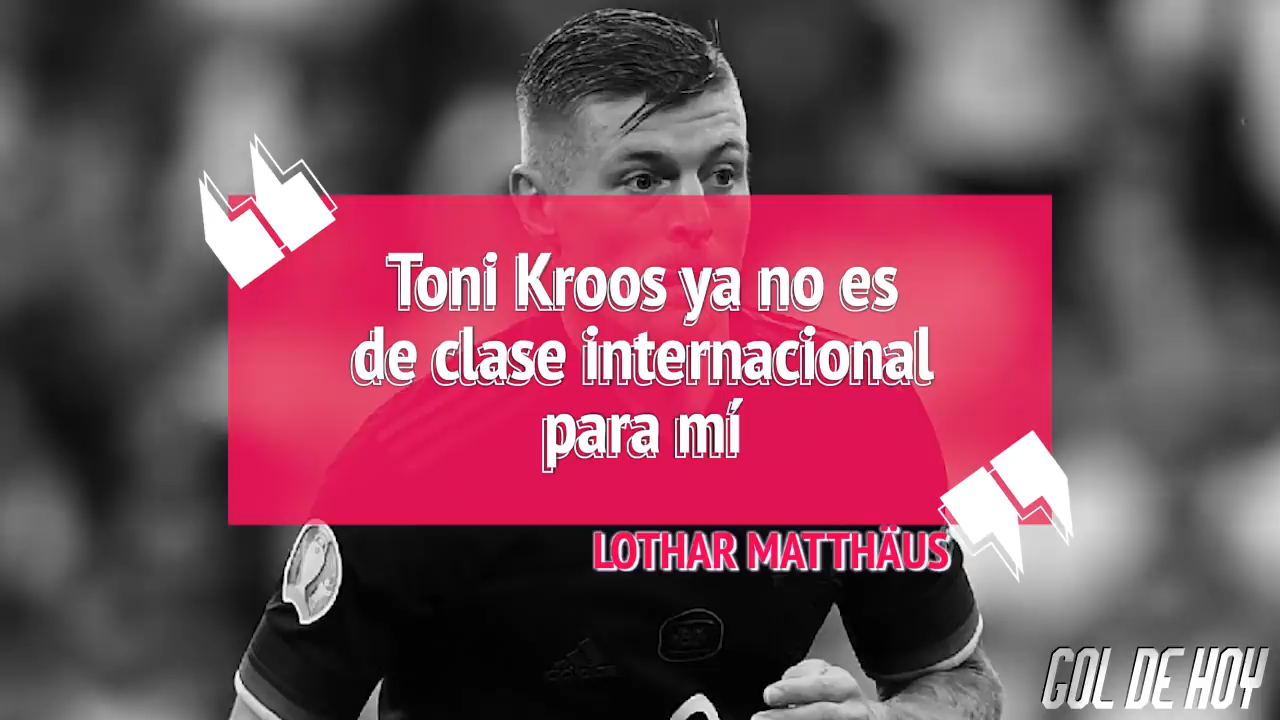 Toni Kroos ya no es
de clase internacional
para mí
LOTHAR MATTHÄUS
GOL DE HOY